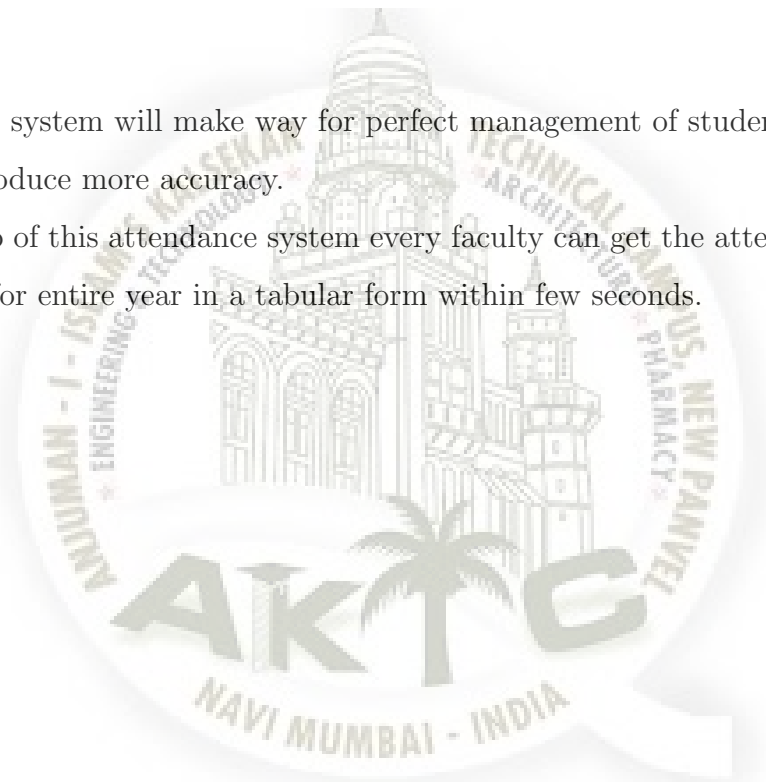 system will make way for perfect management of studen
oduce more accuracy.
of this attendance system every faculty can get the atte
for entire year in a tabular form within few seconds.
ANJUMAN - I - ISLAM'S KALSEKAR TECHNICAL CAMPUS, NEW PANVEL
ENGINEERING * TECHNOLOGY * ARCHITECTURE * PHARMACY *
AKTC
NAVI MUMBAI - INDIA